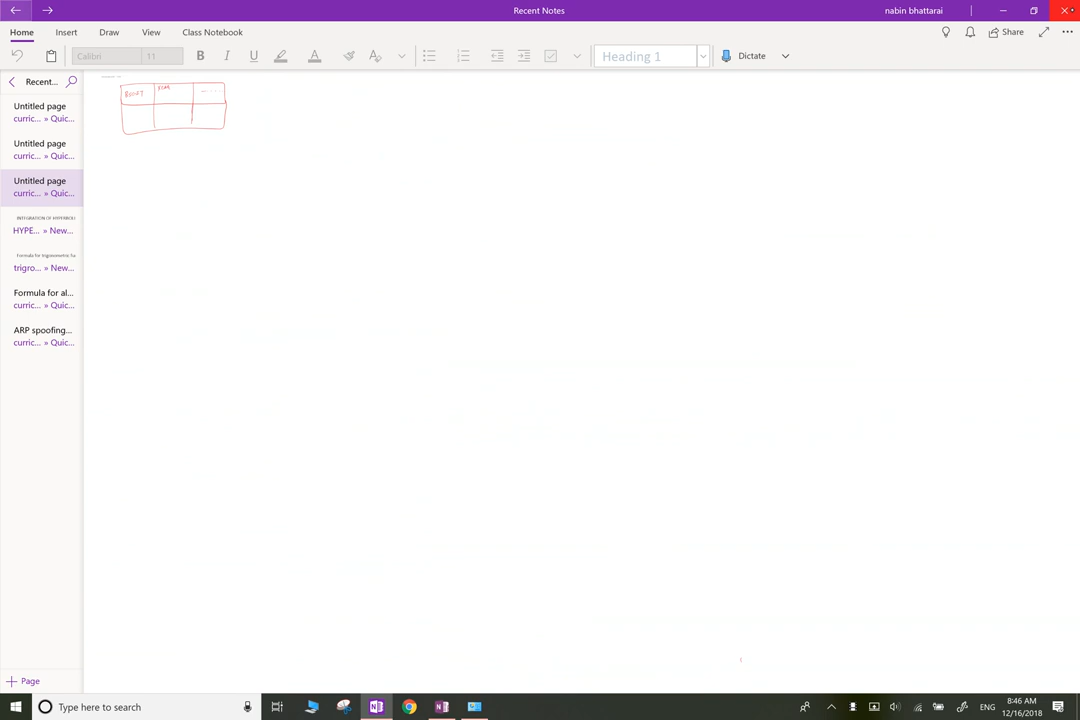 Recent Notes
nabin bhattarai
Home Insert Draw View Class Notebook
Share
Calibri 11 B I U A A Heading 1 Dictate
Recent...
Untitled page
curric... » Quic...
Untitled page
curric... » Quic...
Untitled page
curric... » Quic...
INTEGRATION OF HYPERBOLI
HYPE... » New...
Formula for trigonometric fu
trigro... » New...
Formula for al...
curric... » Quic...
ARP spoofing...
curric... » Quic...
Page
Type here to search
ENG
8:46 AM
12/16/2018